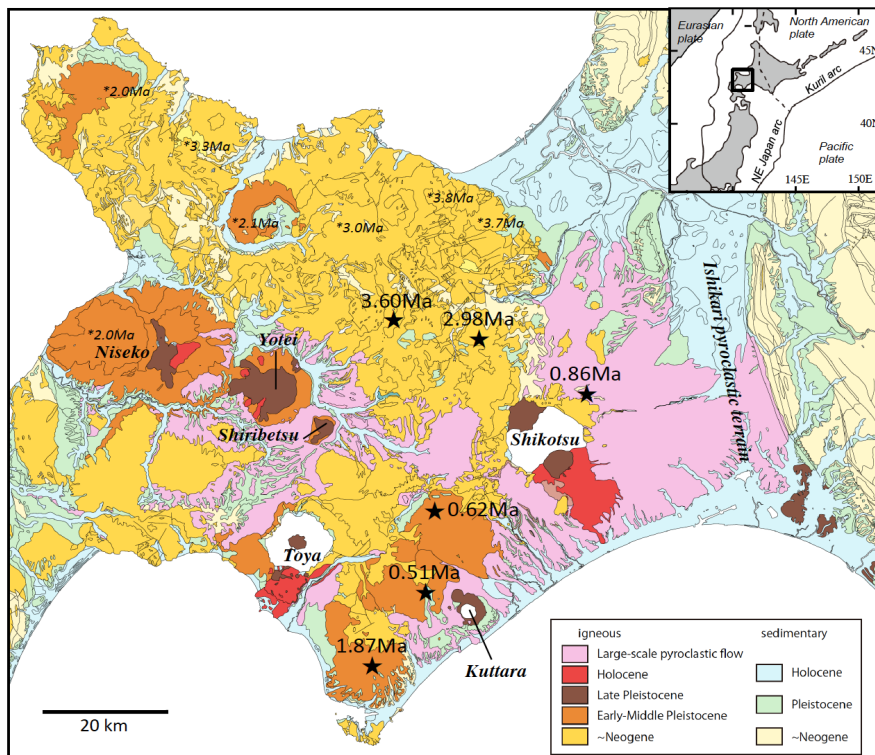 Eurasian
plate
North American
plate
45N
Kuril arc
40N
NE Japan arc
Pacific
plate
145E
150E
*2.0Ma
*3.3Ma
*3.8Ma
*2.1Ma
*3.0Ma
*3.7Ma
3.60Ma
2.98Ma
*2.0Ma
Niseko
Yotei
0.86Ma
Ishikari pyroclastic terrain
Shiribetsu
Shikotsu
0.62Ma
Toya
0.51Ma
1.87Ma
Kuttara
20 km
igneous
sedimentary
Large-scale pyroclastic flow
Holocene
Late Pleistocene
Early-Middle Pleistocene
~Neogene
Holocene
Pleistocene
~Neogene